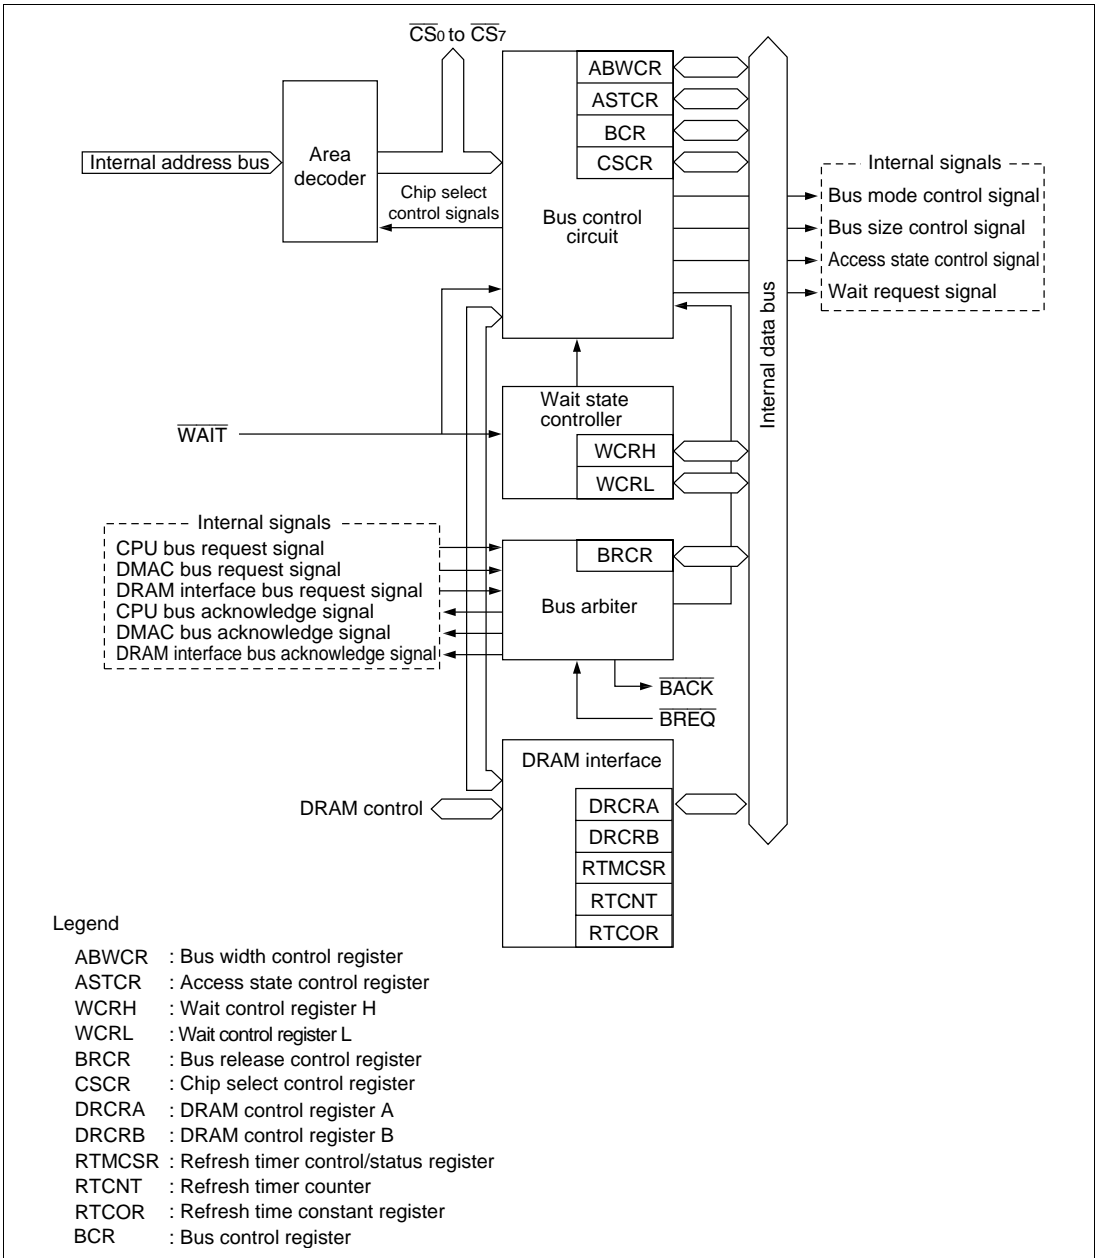 CS0 to CS7
Internal address bus
Area
decoder
Chip select
control signals
ABWCR
ASTCR
BCR
CSCR
Bus control
circuit
Internal signals
Bus mode control signal
Bus size control signal
Access state control signal
Wait request signal
Internal data bus
WAIT
Wait state
controller
WCRH
WCRL
Internal signals
CPU bus request signal
DMAC bus request signal
DRAM interface bus request signal
CPU bus acknowledge signal
DMAC bus acknowledge signal
DRAM interface bus acknowledge signal
BRCR
Bus arbiter
BACK
BREQ
DRAM interface
DRAM control
DRCRA
DRCRB
RTMCSR
RTCNT
RTCOR
Legend
ABWCR : Bus width control register
ASTCR : Access state control register
WCRH : Wait control register H
WCRL : Wait control register L
BRCR : Bus release control register
CSCR : Chip select control register
DRCRA : DRAM control register A
DRCRB : DRAM control register B
RTMCSR : Refresh timer control/status register
RTCNT : Refresh timer counter
RTCOR : Refresh time constant register
BCR : Bus control register